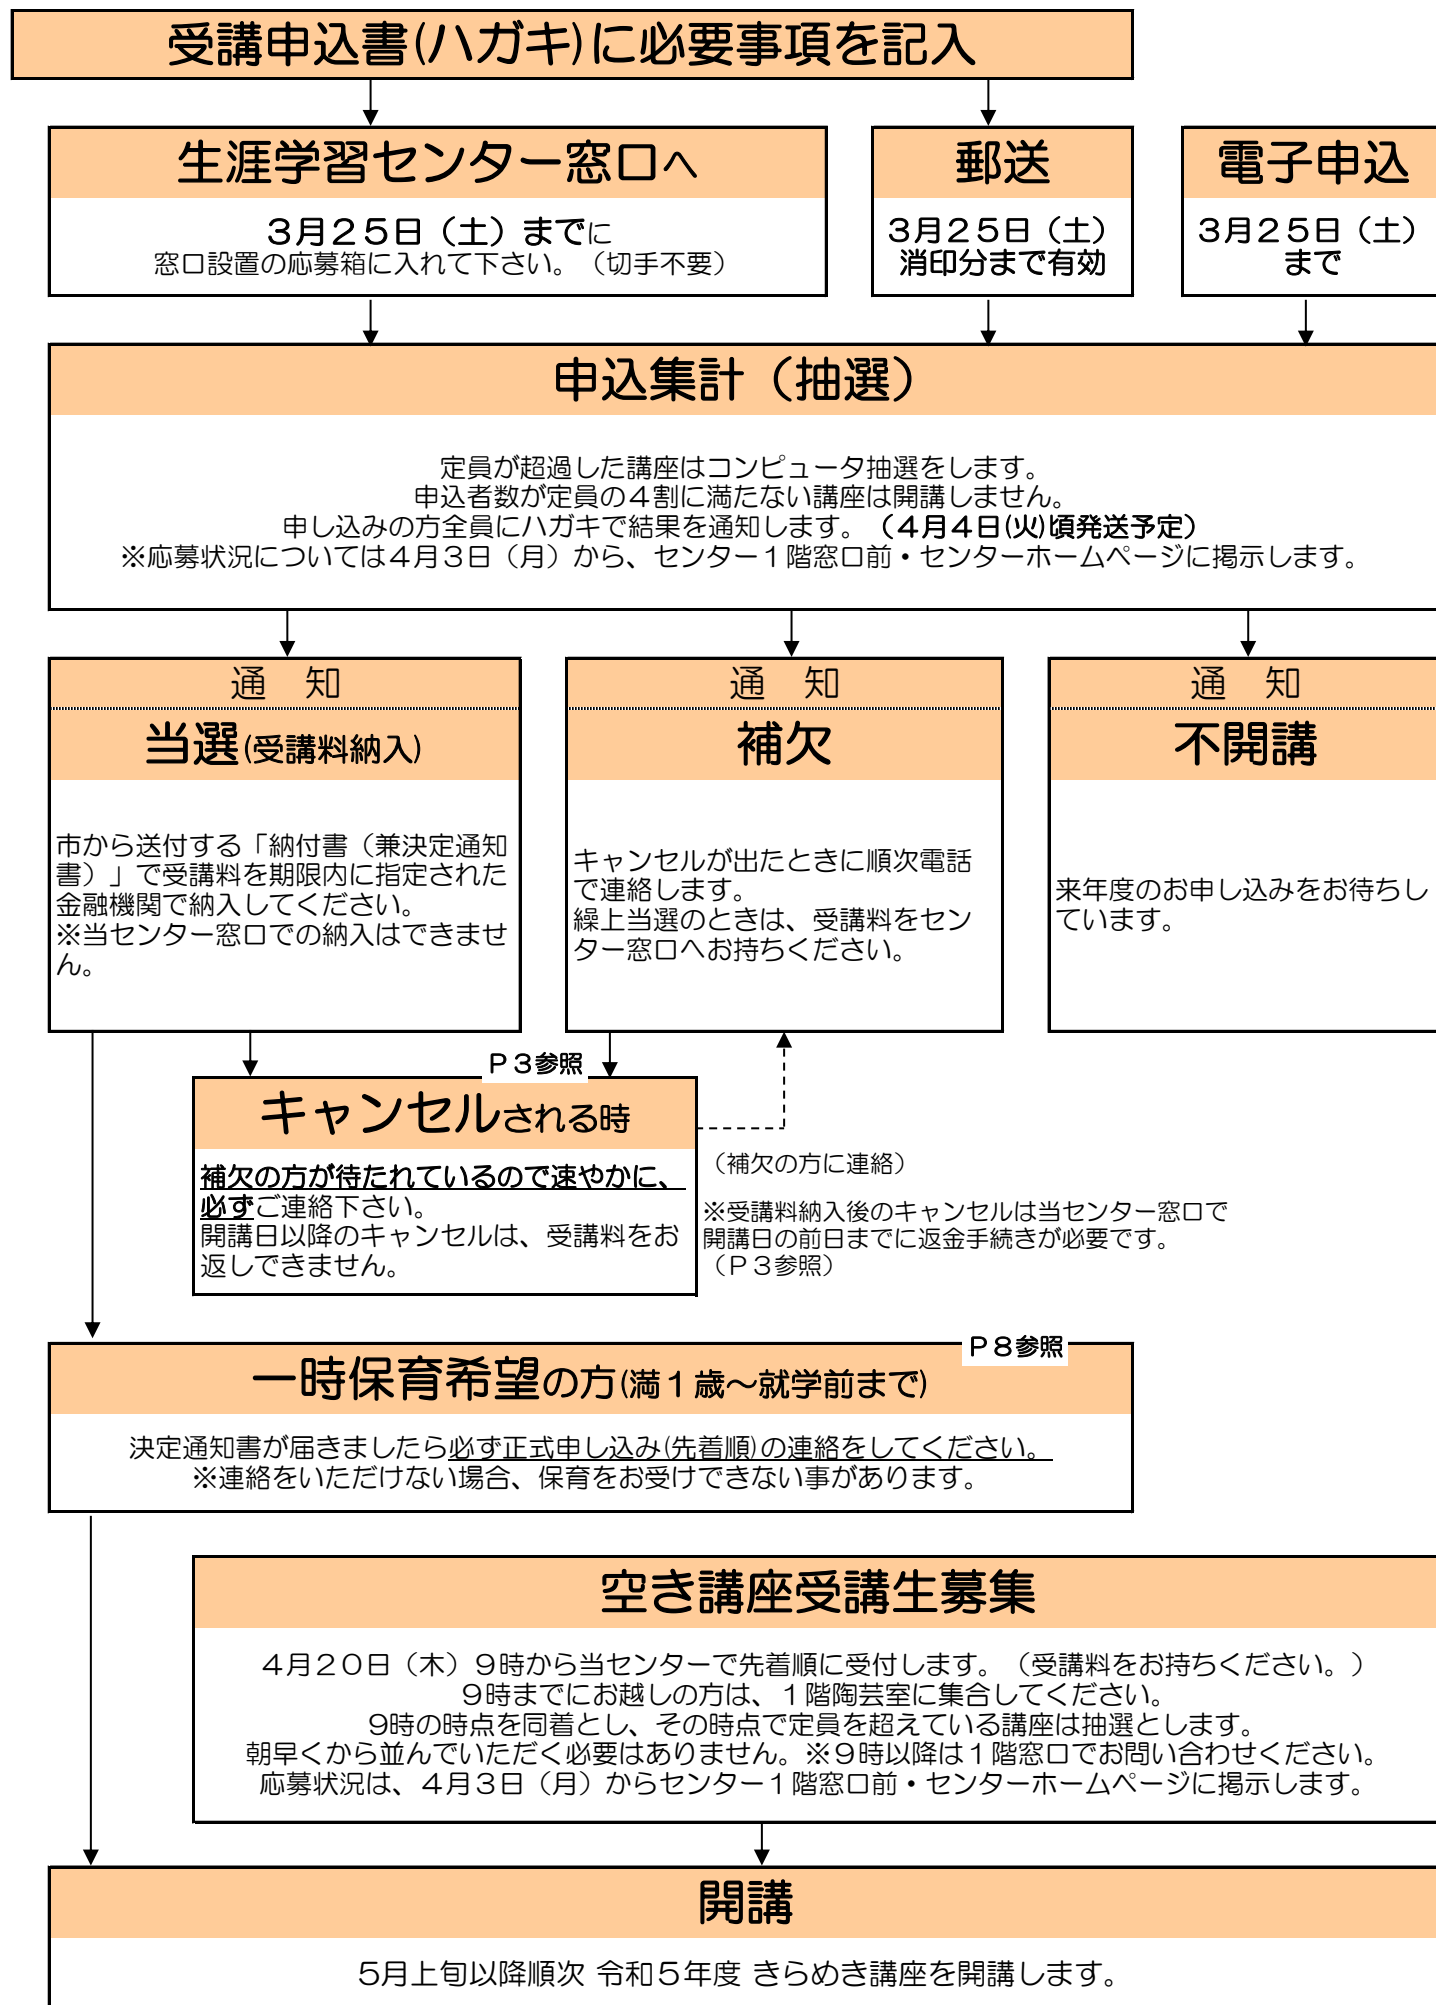 受講申込書(ハガキ)に必要事項を記入
生涯学習センター窓口へ
３月２５日（土）までに
窓口設置の応募箱に入れて下さい。（切手不要）
郵送
３月２５日（土）
消印分まで有効
電子申込
３月２５日（土）
まで
申込集計（抽選）
定員が超過した講座はコンピュータ抽選をします。
申込者数が定員の４割に満たない講座は開講しません。
申し込みの方全員にハガキで結果を通知します。（４月４日(火)頃発送予定）
※応募状況については４月３日（月）から、センター１階窓口前・センターホームページに掲示します。
通　知
当選(受講料納入)
市から送付する「納付書（兼決定通知
書）」で受講料を期限内に指定された
金融機関で納入してください。
※当センター窓口での納入はできませ
ん。
通　知
補欠
キャンセルが出たときに順次電話
で連絡します。
繰上当選のときは、受講料をセン
ター窓口へお持ちください。
通　知
不開講
来年度のお申し込みをお待ちし
ています。
Ｐ３参照
キャンセルされる時
補欠の方が待たれているので速やかに、
必ずご連絡下さい。
開講日以降のキャンセルは、受講料をお
返しできません。
（補欠の方に連絡）
※受講料納入後のキャンセルは当センター窓口で
開講日の前日までに返金手続きが必要です。
（Ｐ３参照）
Ｐ８参照
一時保育希望の方(満１歳～就学前まで)
決定通知書が届きましたら必ず正式申し込み(先着順)の連絡をしてください。
※連絡をいただけない場合、保育をお受けできない事があります。
空き講座受講生募集
４月２０日（木）９時から当センターで先着順に受付します。（受講料をお持ちください。）
９時までにお越しの方は、１階陶芸室に集合してください。
９時の時点を同着とし、その時点で定員を超えている講座は抽選とします。
朝早くから並んでいただく必要はありません。※９時以降は１階窓口でお問い合わせください。
応募状況は、４月３日（月）からセンター１階窓口前・センターホームページに掲示します。
開講
５月上旬以降順次 令和５年度 きらめき講座を開講します。